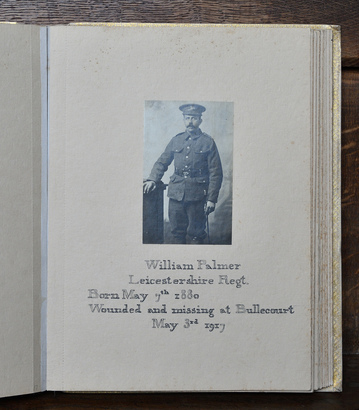 William Palmer
Leicestershire Regt.
Born May 7th 1880
Wounded and missing at Bullecourt
May 3rd 1917